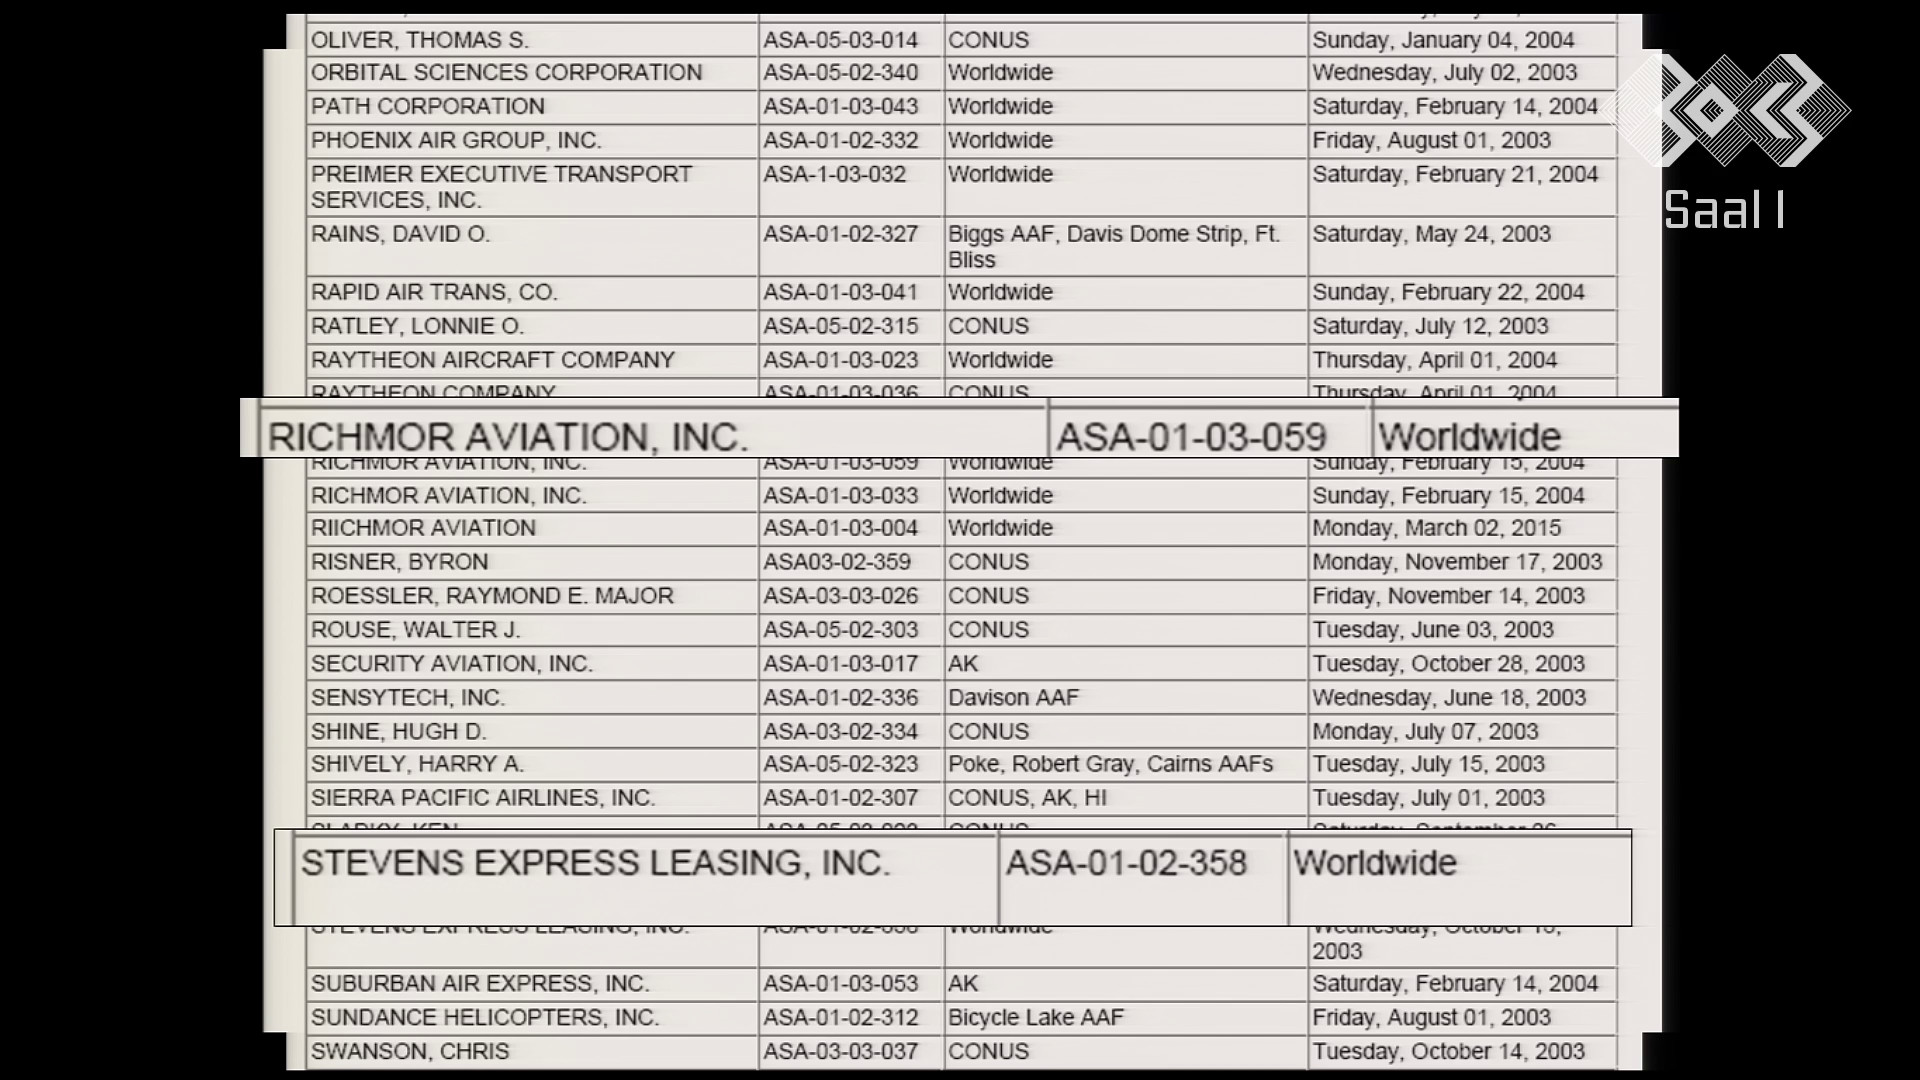 OLIVER, THOMAS S. ASA-05-03-014 CONUS Sunday, January 04, 2004
ORBITAL SCIENCES CORPORATION ASA-05-02-340 Worldwide Wednesday, July 02, 2003
PATH CORPORATION ASA-01-03-043 Worldwide Saturday, February 14, 2004
PHOENIX AIR GROUP, INC. ASA-01-02-332 Worldwide Friday, August 01, 2003
PREIMER EXECUTIVE TRANSPORT ASA-1-03-032 Worldwide Saturday, February 21, 2004
SERVICES, INC.
Saal 1
RAINS, DAVID O. ASA-01-02-327 Biggs AAF, Davis Dome Strip, Ft. Saturday, May 24, 2003
Bliss
RAPID AIR TRANS, CO. ASA-01-03-041 Worldwide Sunday, February 22, 2004
RATLEY, LONNIE O. ASA-05-02-315 CONUS Saturday, July 12, 2003
RAYTHEON AIRCRAFT COMPANY ASA-01-03-023 Worldwide Thursday, April 01, 2004
RAYTHEON COMPANY ASA-01-03-036 CONUS Thursday, April 01, 2004
RICHMOR AVIATION, INC. ASA-01-03-059 Worldwide
RICHMOR AVIATION, INC. ASA-01-03-059 Worldwide Sunday, February 15, 2004
RICHMOR AVIATION, INC. ASA-01-03-033 Worldwide Sunday, February 15, 2004
RIICHMOR AVIATION ASA-01-03-004 Worldwide Monday, March 02, 2015
RISNER, BYRON ASA03-02-359 CONUS Monday, November 17, 2003
ROESSLER, RAYMOND E. MAJOR ASA-03-03-026 CONUS Friday, November 14, 2003
ROUSE, WALTER J. ASA-05-02-303 CONUS Tuesday, June 03, 2003
SECURITY AVIATION, INC. ASA-01-03-017 AK Tuesday, October 28, 2003
SENSYTECH, INC. ASA-01-02-336 Davison AAF Wednesday, June 18, 2003
SHINE, HUGH D. ASA-03-02-334 CONUS Monday, July 07, 2003
SHIVELY, HARRY A. ASA-05-02-323 Poke, Robert Gray, Cairns AAFs Tuesday, July 15, 2003
SIERRA PACIFIC AIRLINES, INC. ASA-01-02-307 CONUS, AK, HI Tuesday, July 01, 2003
STEVENS EXPRESS LEASING, INC. ASA-01-02-358 Worldwide
STEVENS EXPRESS LEASING, INC. ASA-01-02-358 Worldwide Wednesday, October 15,
2003
SUBURBAN AIR EXPRESS, INC. ASA-01-03-053 AK Saturday, February 14, 2004
SUNDANCE HELICOPTERS, INC. ASA-01-02-312 Bicycle Lake AAF Friday, August 01, 2003
SWANSON, CHRIS ASA-03-03-037 CONUS Tuesday, October 14, 2003